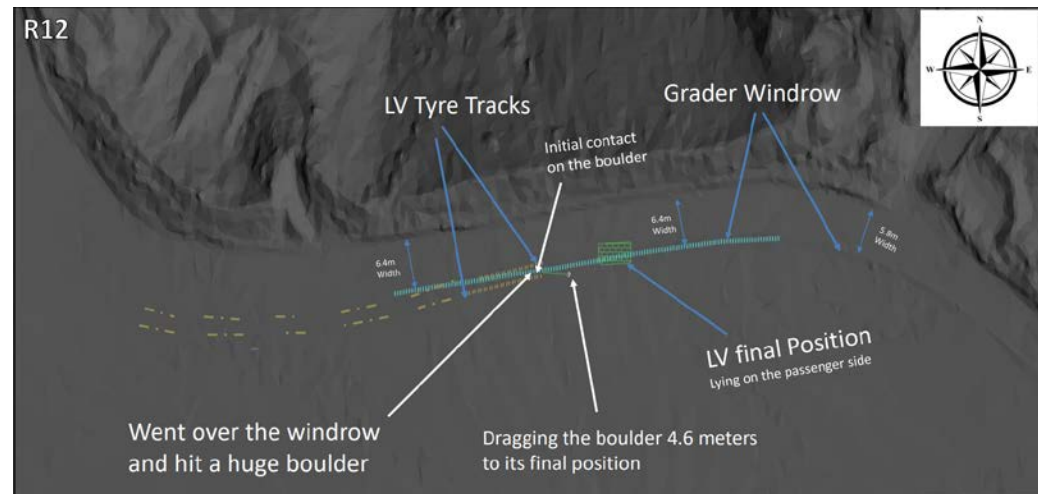 R12
N
W
E
S
LV Tyre Tracks
Grader Windrow
Initial contact
on the boulder
6.4m
Width
6.4m
Width
5.8m
Width
LV final Position
Lying on the passenger side
Went over the windrow
and hit a huge boulder
Dragging the boulder 4.6 meters
to its final position